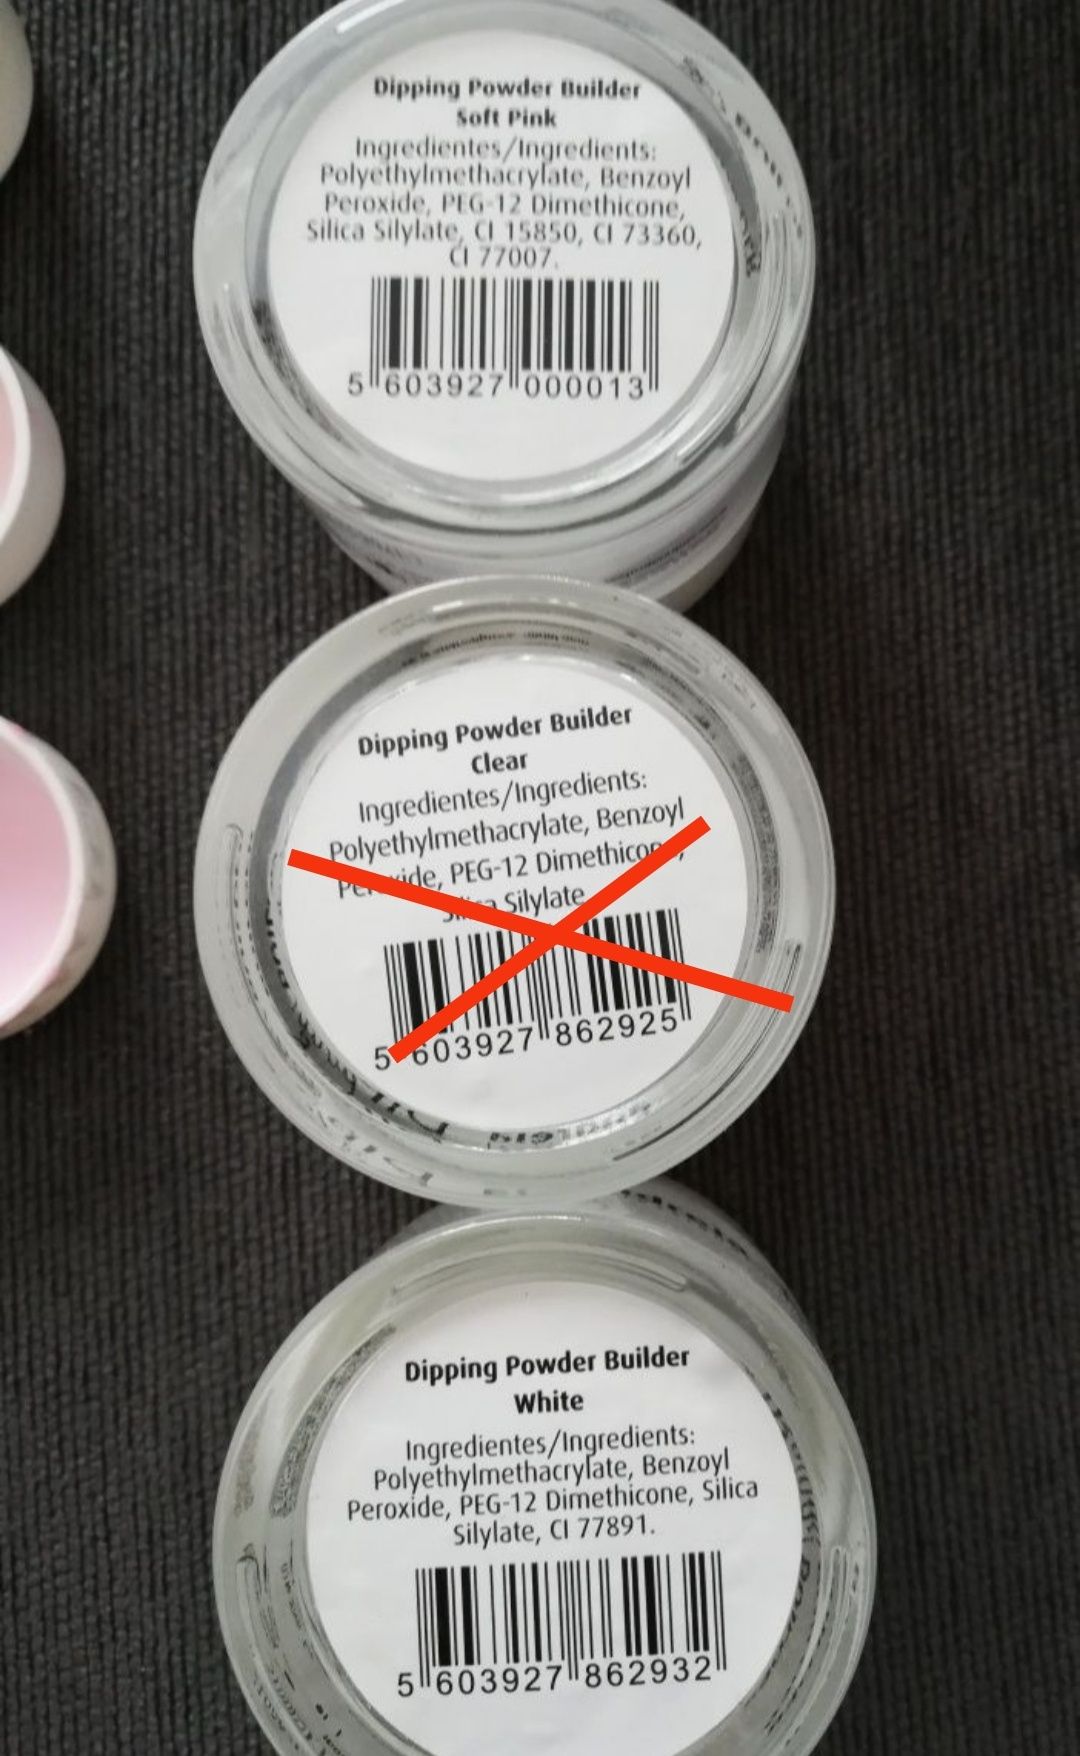 Dipping Powder Builder
Soft Pink
Ingredientes/Ingredients:
Polyethylmethacrylate, Benzoyl
Peroxide, PEG-12 Dimethicone,
Silica Silylate, CI 15850, CI 73360,
CI 77007.
5 603927 000013
Dipping Powder Builder
Clear
Ingredientes/Ingredients:
Polyethylmethacrylate, Benzoyl
Peroxide, PEG-12 Dimethicone,
Silica Silylate
5 603927 862925
Dipping Powder Builder
White
Ingredientes/Ingredients:
Polyethylmethacrylate, Benzoyl
Peroxide, PEG-12 Dimethicone, Silica
Silylate, CI 77891.
5 603927 862932